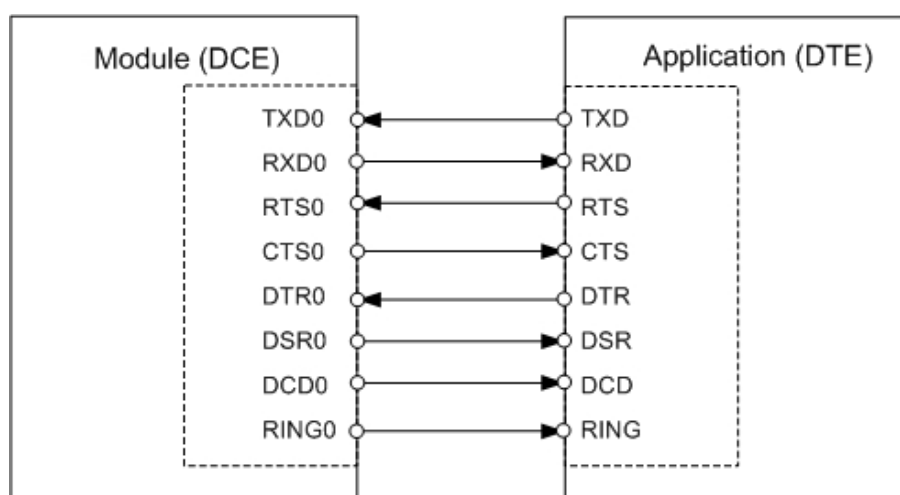 Module (DCE) Application (DTE)
TXD0 TXD
RXD0 RXD
RTS0 RTS
CTS0 CTS
DTR0 DTR
DSR0 DSR
DCD0 DCD
RING0 RING